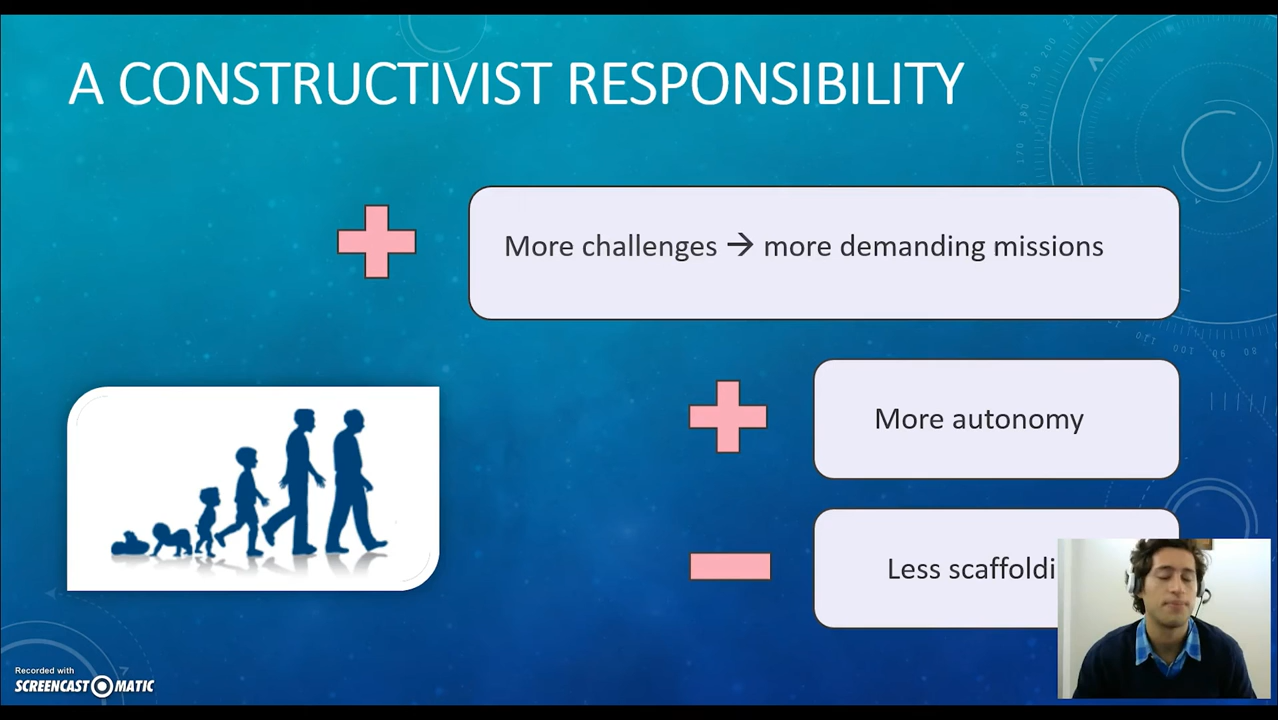 A CONSTRUCTIVIST RESPONSIBILITY
More challenges → more demanding missions
More autonomy
Less scaffoldi
Recorded with
SCREENCAST-O-MATIC